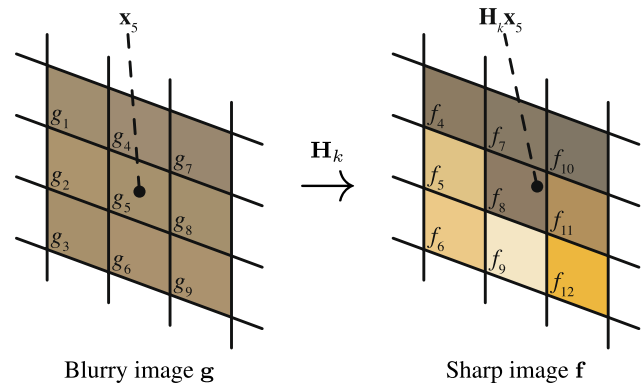 x₅
Hₖx₅
g₁
g₄
g₇
g₂
g₅
g₈
g₃
g₆
g₉
Hₖ
f₄
f₇
f₁₀
f₅
f₈
f₁₁
f₆
f₉
f₁₂
Blurry image g
Sharp image f